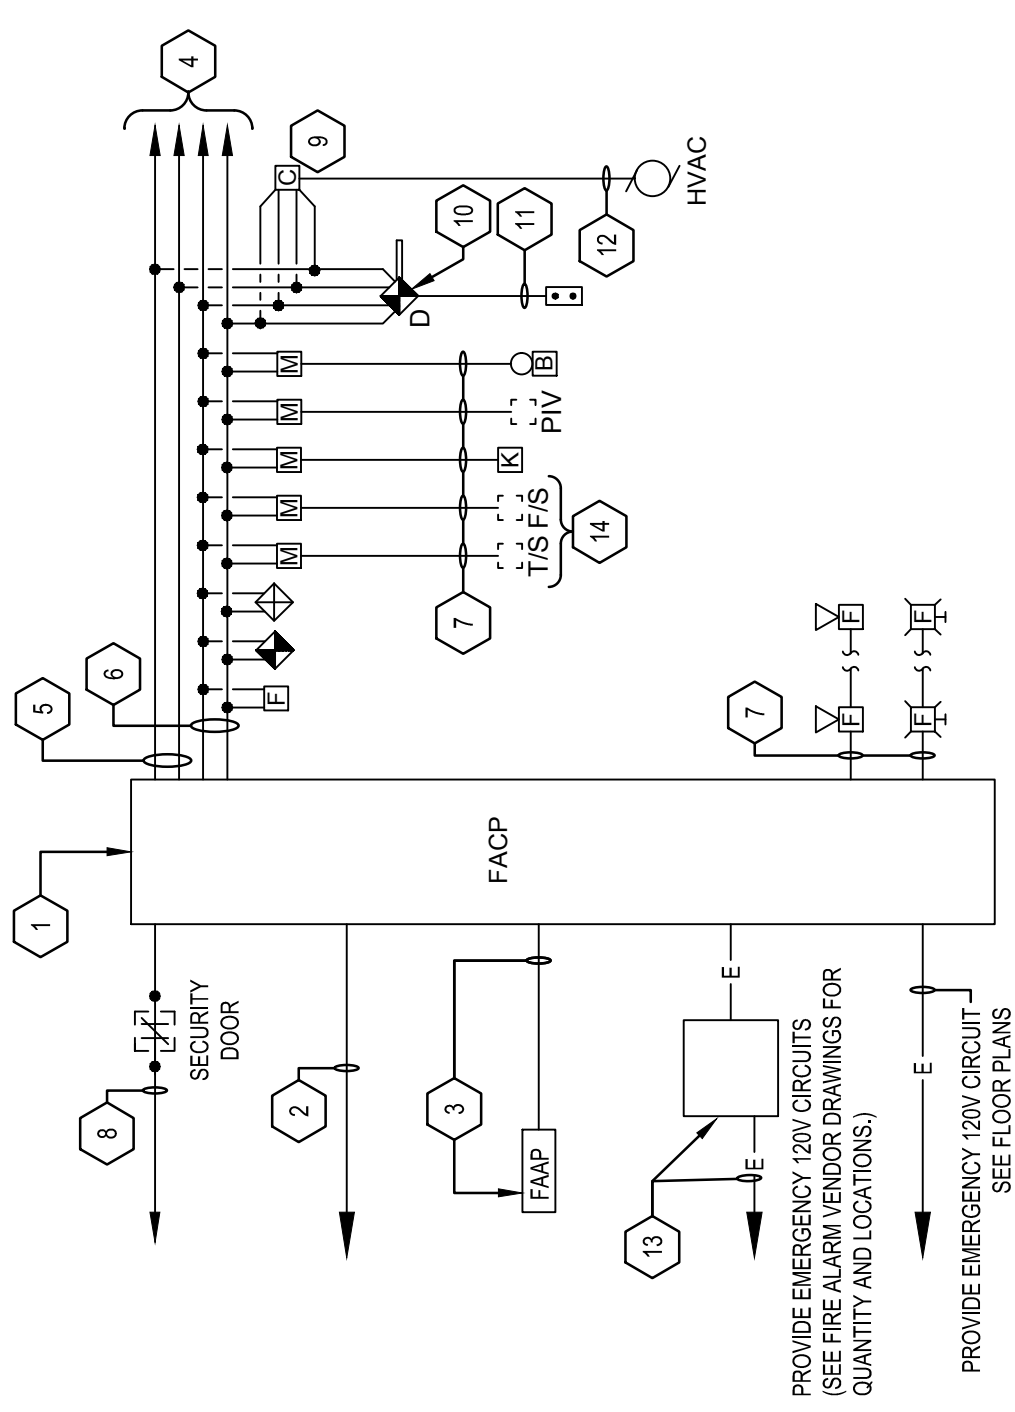 8
SECURITY
DOOR
2
3
FAAP
13
E
E
PROVIDE EMERGENCY 120V CIRCUITS
(SEE FIRE ALARM VENDOR DRAWINGS FOR
QUANTITY AND LOCATIONS.)
E
PROVIDE EMERGENCY 120V CIRCUIT
SEE FLOOR PLANS
1
FACP
5
6
F
M
M
M
M
M
7
T/S
F/S
14
K
PIV
B
D
10
11
C
9
12
HVAC
4
7
F
F
F
F